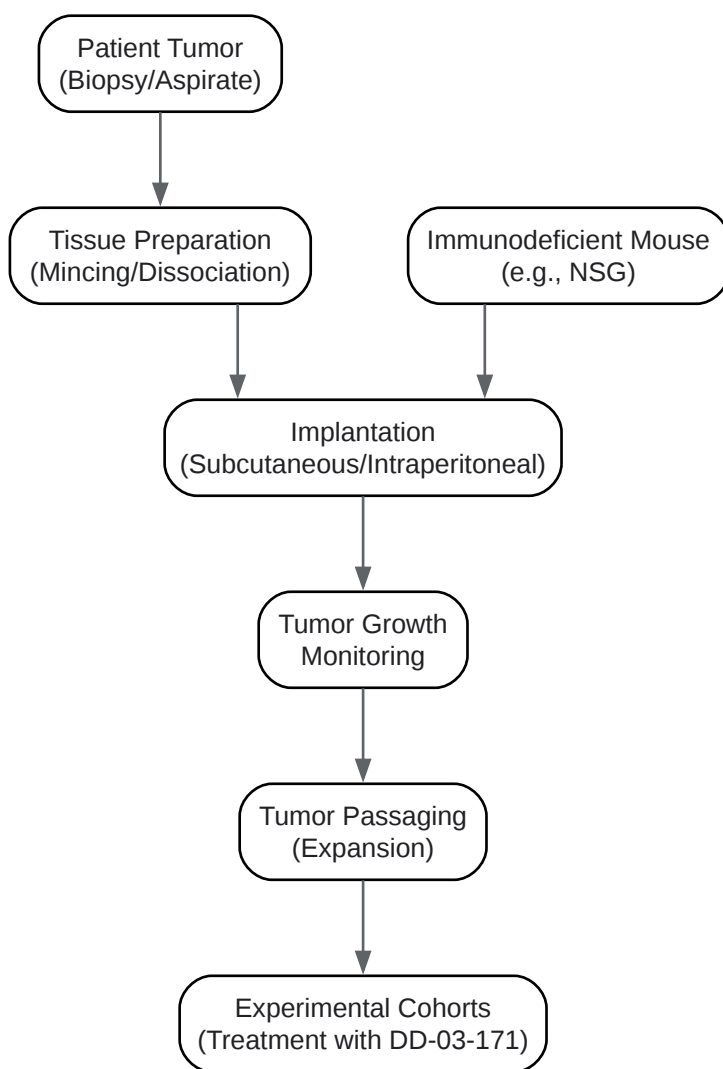 Patient Tumor
(Biopsy/Aspirate)
Tissue Preparation
(Mincing/Dissociation)
Immunodeficient Mouse
(e.g., NSG)
Implantation
(Subcutaneous/Intraperitoneal)
Tumor Growth
Monitoring
Tumor Passaging
(Expansion)
Experimental Cohorts
(Treatment with DD-03-171)